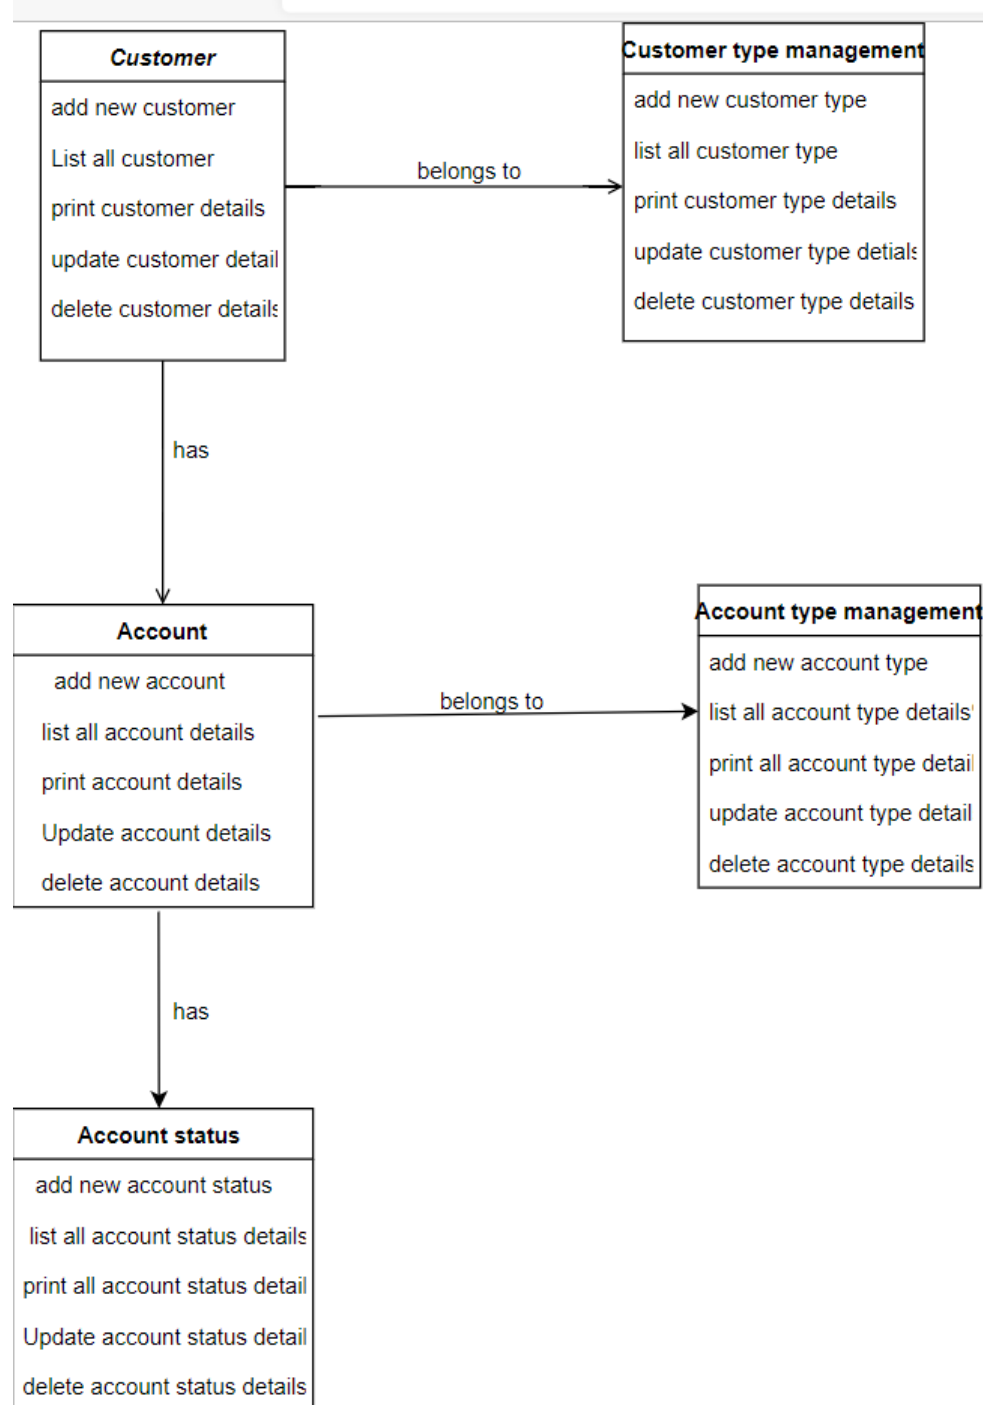 Customer
add new customer
List all customer
print customer details
update customer detail
delete customer details
belongs to
Customer type management
add new customer type
list all customer type
print customer type details
update customer type detials
delete customer type details
has
Account
add new account
list all account details
print account details
Update account details
delete account details
belongs to
Account type management
add new account type
list all account type details'
print all account type detail
update account type detail
delete account type details
has
Account status
add new account status
list all account status details
print all account status detail
Update account status detail
delete account status details